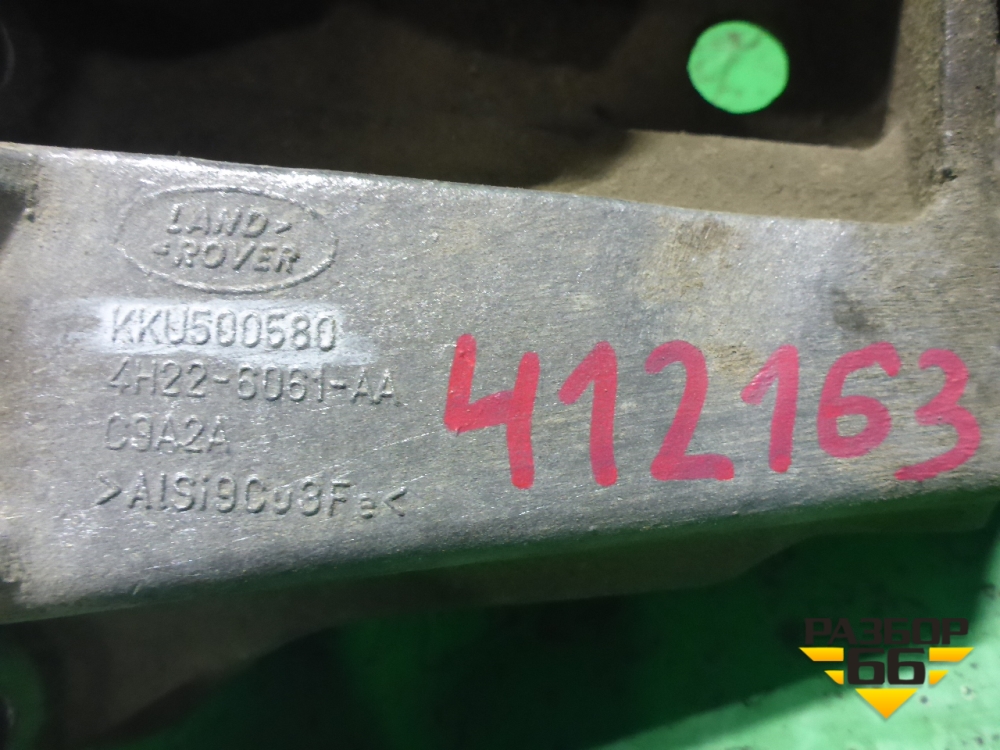 LAND
ROVER
KKU500580
4H22-6061-AA
C9A2A
>AlSi9Cu3Fe<
412163
РАЗБОР
66